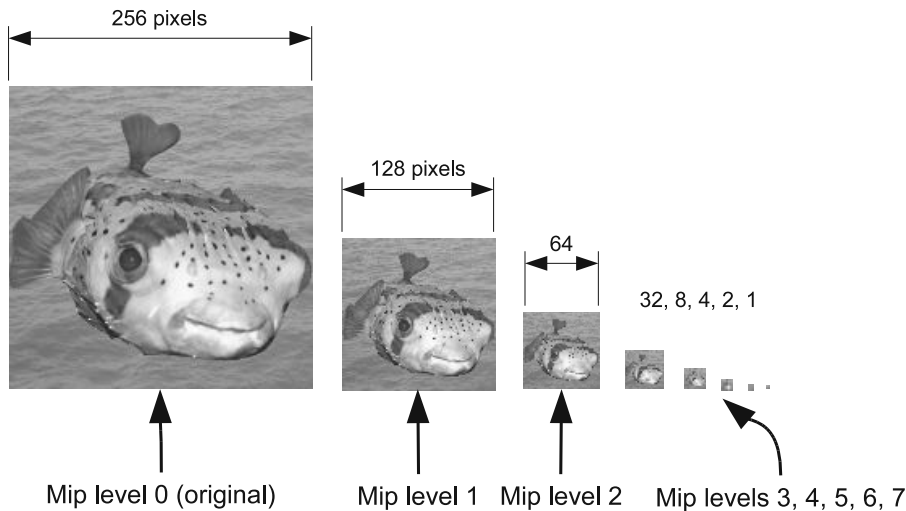 256 pixels
128 pixels
64
32, 8, 4, 2, 1
Mip level 0 (original)
Mip level 1
Mip level 2
Mip levels 3, 4, 5, 6, 7